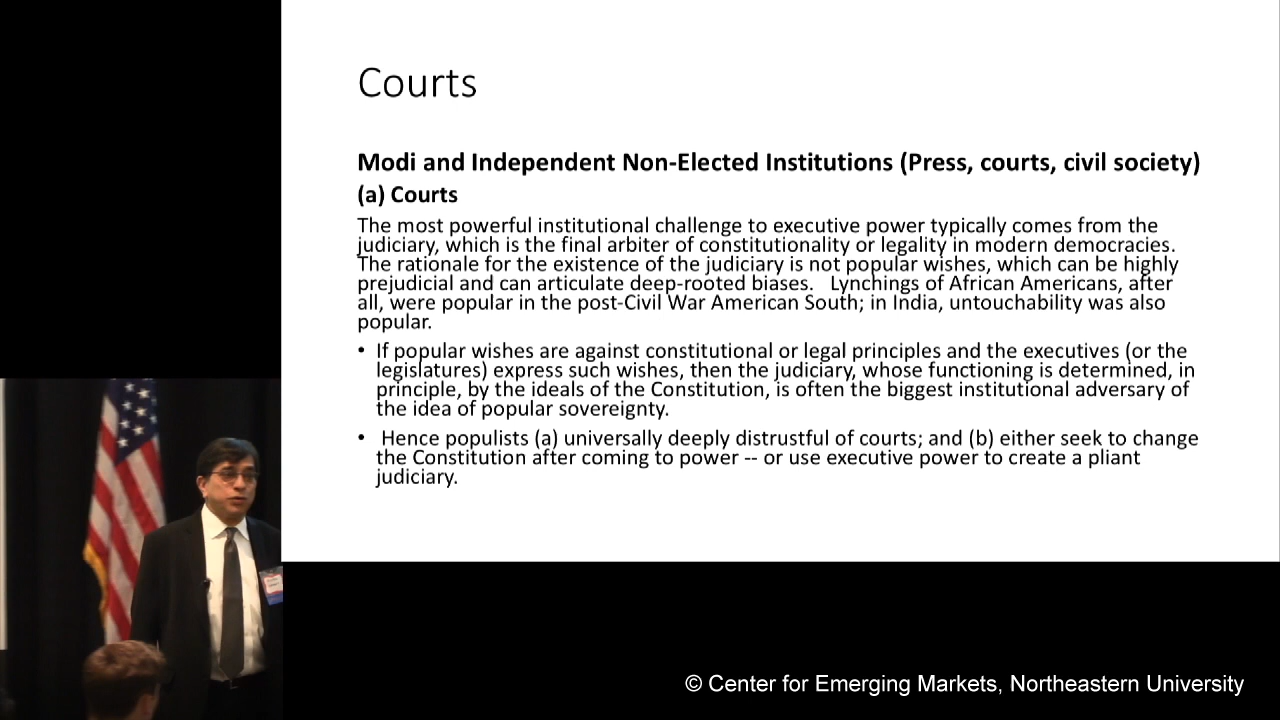 Courts
Modi and Independent Non-Elected Institutions (Press, courts, civil society)
(a) Courts
The most powerful institutional challenge to executive power typically comes from the
judiciary, which is the final arbiter of constitutionality or legality in modern democracies.
The rationale for the existence of the judiciary is not popular wishes, which can be highly
prejudicial and can articulate deep-rooted biases.   Lynchings of African Americans, after
all, were popular in the post-Civil War American South; in India, untouchability was also
popular.
• If popular wishes are against constitutional or legal principles and the executives (or the
legislatures) express such wishes, then the judiciary, whose functioning is determined, in
principle, by the ideals of the Constitution, is often the biggest institutional adversary of
the idea of popular sovereignty.
• Hence populists (a) universally deeply distrustful of courts; and (b) either seek to change
the Constitution after coming to power -- or use executive power to create a pliant
judiciary.
© Center for Emerging Markets, Northeastern University